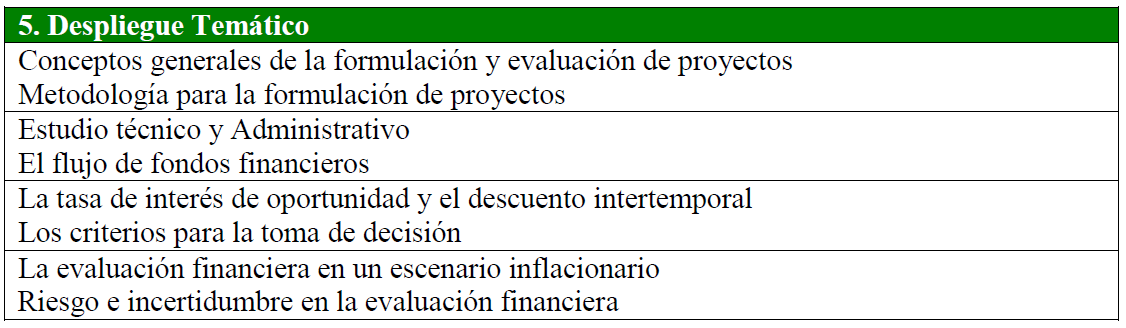 5. Despliegue Temático
Conceptos generales de la formulación y evaluación de proyectos
Metodología para la formulación de proyectos
Estudio técnico y Administrativo
El flujo de fondos financieros
La tasa de interés de oportunidad y el descuento intertemporal
Los criterios para la toma de decisión
La evaluación financiera en un escenario inflacionario
Riesgo e incertidumbre en la evaluación financiera